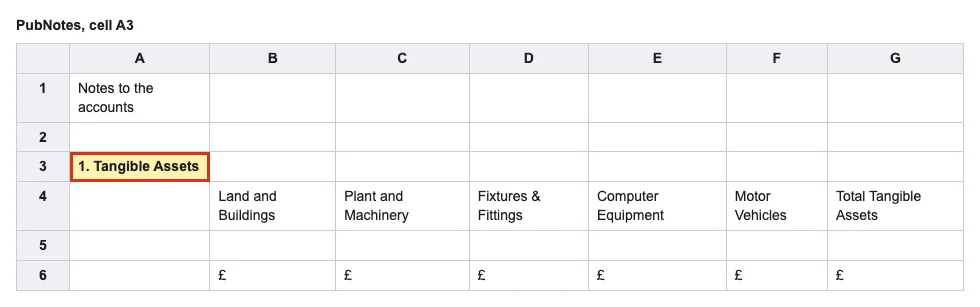 PubNotes, cell A3
A B C D E F G
1 Notes to the
accounts
2
3 1. Tangible Assets
4 Land and Plant and Fixtures & Computer Motor Total Tangible
Buildings Machinery Fittings Equipment Vehicles Assets
5
6 £ £ £ £ £ £